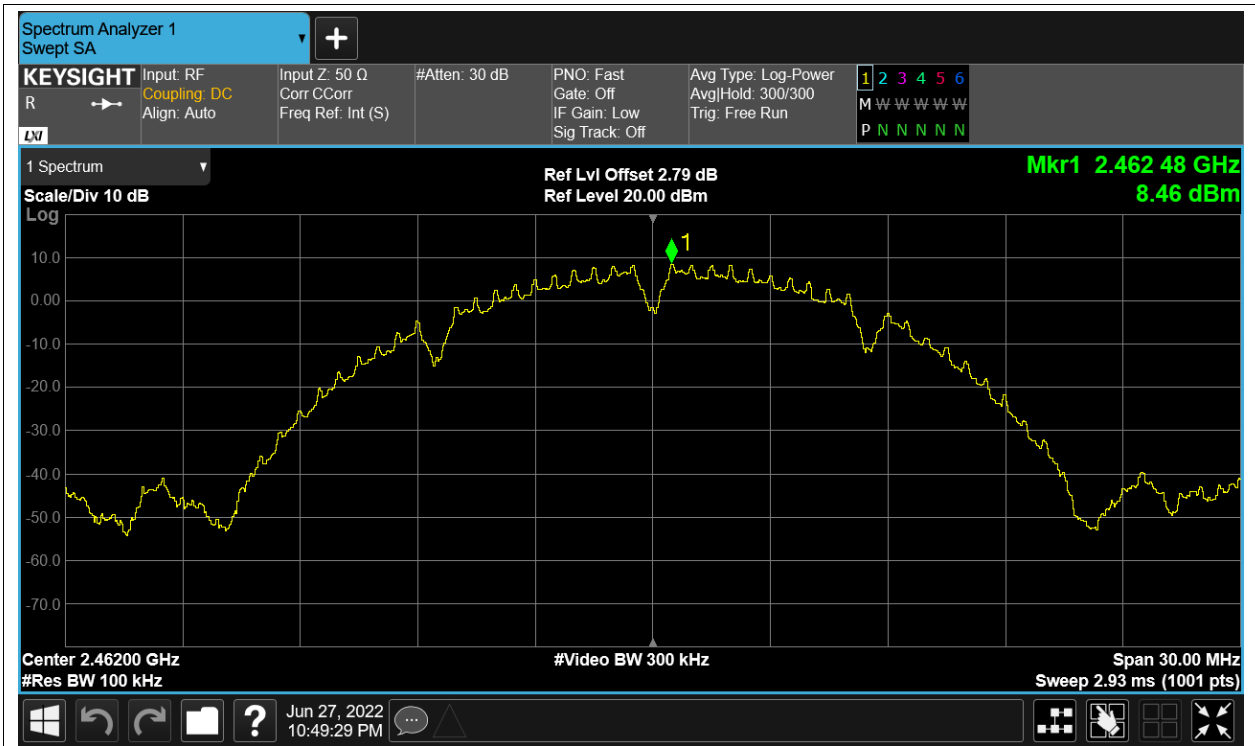 Spectrum Analyzer 1
Swept SA
KEYSIGHT
R
LXI
Input: RF
Coupling: DC
Align: Auto
Input Z: 50 Ω
Corr CCorr
Freq Ref: Int (S)
#Atten: 30 dB
PNO: Fast
Gate: Off
IF Gain: Low
Sig Track: Off
Avg Type: Log-Power
Avg|Hold: 300/300
Trig: Free Run
1 2 3 4 5 6
M W W W W W
P N N N N N
1 Spectrum
Scale/Div 10 dB
Log
Ref Lvl Offset 2.79 dB
Ref Level 20.00 dBm
Mkr1 2.462 48 GHz
8.46 dBm
1
10.0
0.00
-10.0
-20.0
-30.0
-40.0
-50.0
-60.0
-70.0
Center 2.46200 GHz
#Res BW 100 kHz
#Video BW 300 kHz
Span 30.00 MHz
Sweep 2.93 ms (1001 pts)
?
Jun 27, 2022
10:49:29 PM